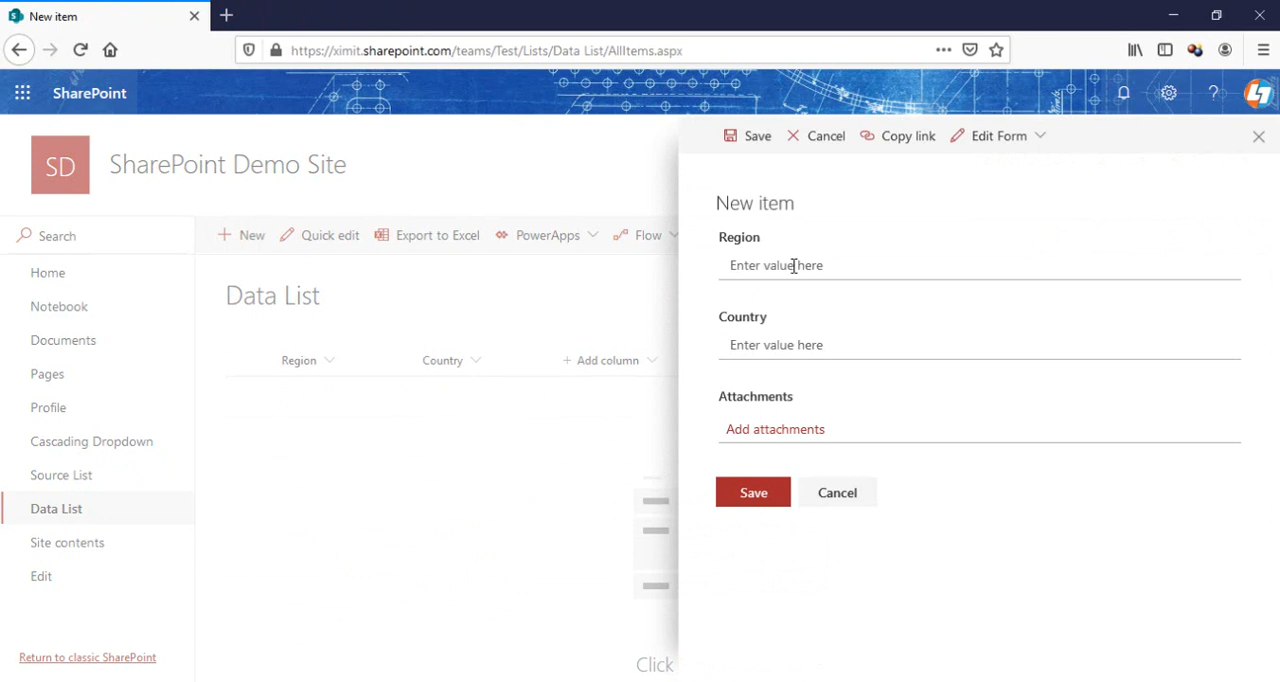 New item
https://ximit.sharepoint.com/teams/Test/Lists/Data List/AllItems.aspx
SharePoint
?
SD
SharePoint Demo Site
Save
Cancel
Copy link
Edit Form
Search
Home
Notebook
Documents
Pages
Profile
Cascading Dropdown
Source List
Data List
Site contents
Edit
Return to classic SharePoint
New
Quick edit
Export to Excel
PowerApps
Flow
Data List
Region
Country
Add column
Click
New item
Region
Enter value here
Country
Enter value here
Attachments
Add attachments
Save
Cancel